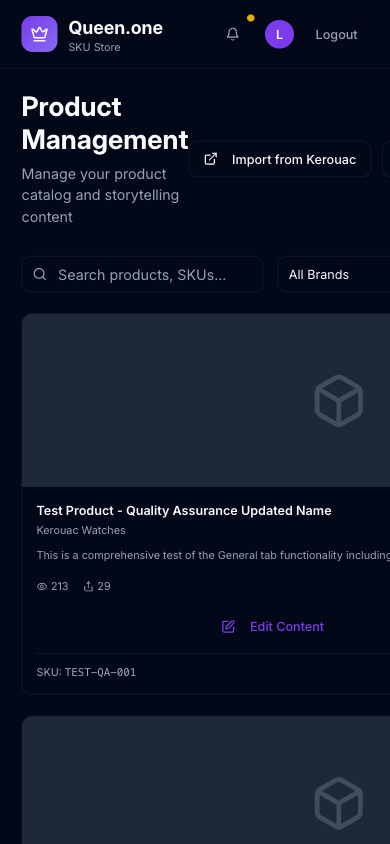 Queen.one
SKU Store
L
Logout
Product
Management
Manage your product
catalog and storytelling
content
Import from Kerouac
Search products, SKUs...
All Brands
Test Product - Quality Assurance Updated Name
Kerouac Watches
This is a comprehensive test of the General tab functionality including
213 29
Edit Content
SKU: TEST-QA-001